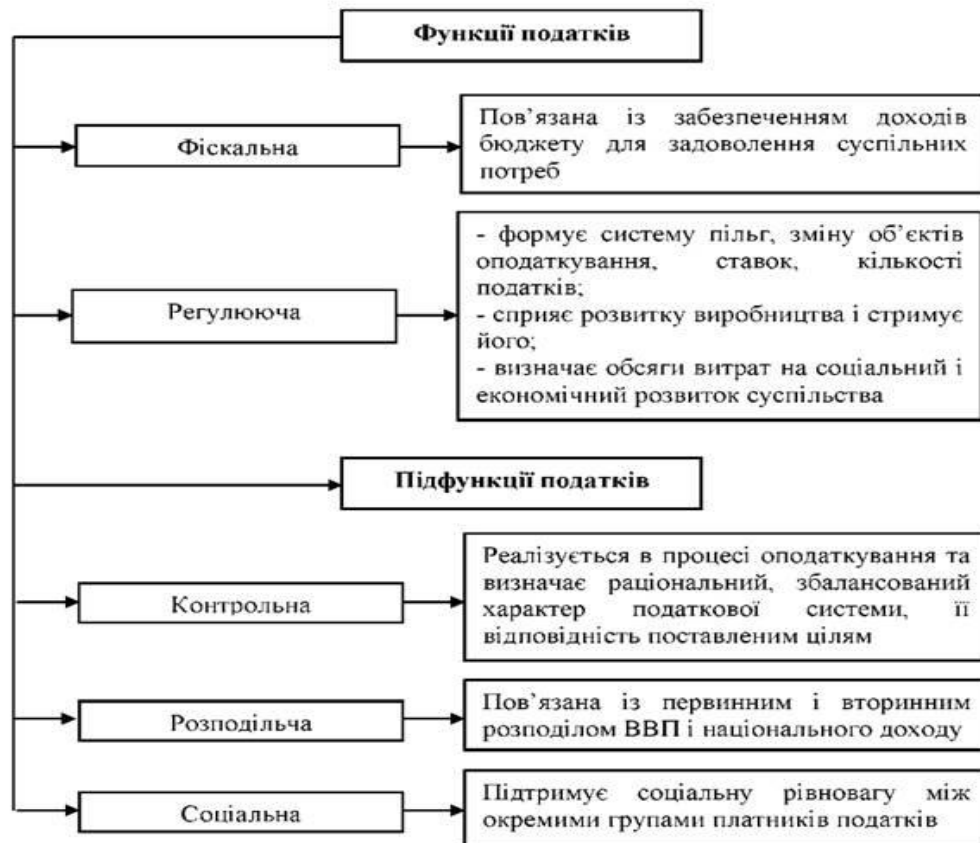 Функції податків
Фіскальна
Пов’язана із забезпеченням доходів
бюджету для задоволення суспільних
потреб
Регулююча
- формує систему пільг, зміну об’єктів
оподаткування, ставок, кількості
податків;
- сприяє розвитку виробництва і стримує
його;
- визначає обсяги витрат на соціальний і
економічний розвиток суспільства
Підфункції податків
Контрольна
Реалізується в процесі оподаткування та
визначає раціональний, збалансований
характер податкової системи, її
відповідність поставленим цілям
Розподільча
Пов’язана із первинним і вторинним
розподілом ВВП і національного доходу
Соціальна
Підтримує соціальну рівновагу між
окремими групами платників податків